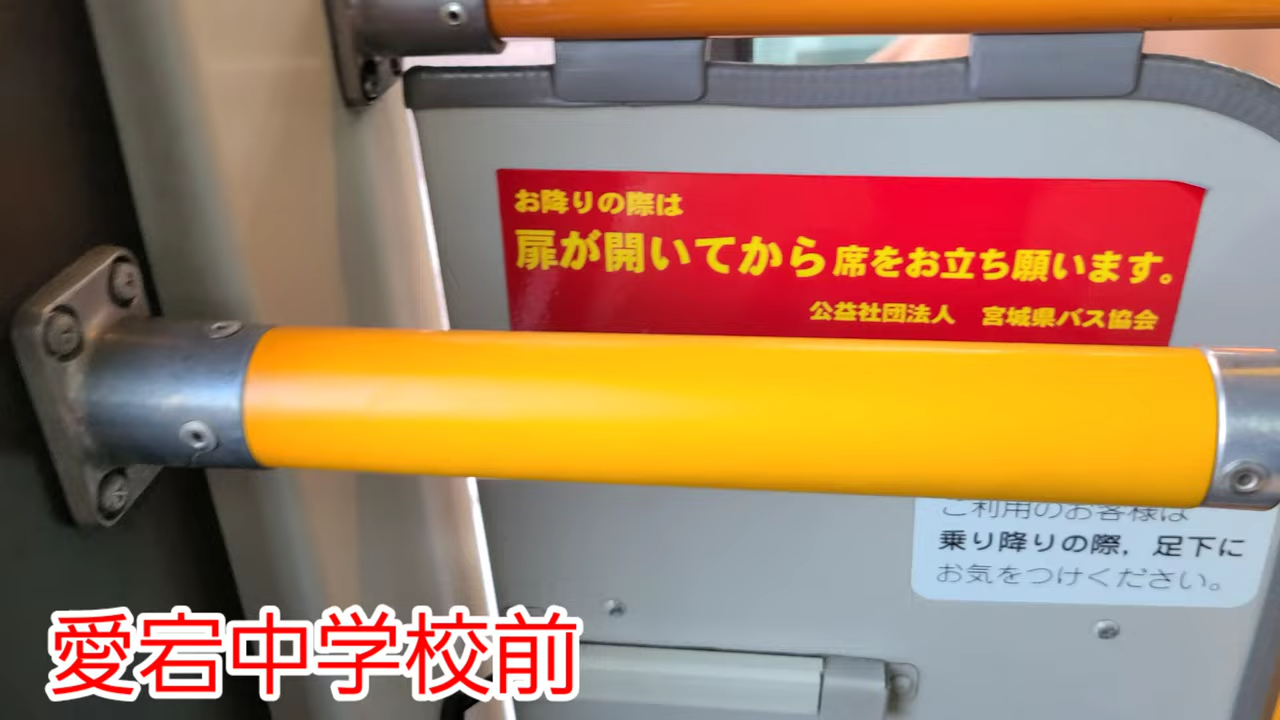 お降りの際は
扉が開いてから席をお立ち願います。
公益社団法人 宮城県バス協会
ご利用のお客様は
乗り降りの際，足下に
お気をつけください。
愛宕中学校前